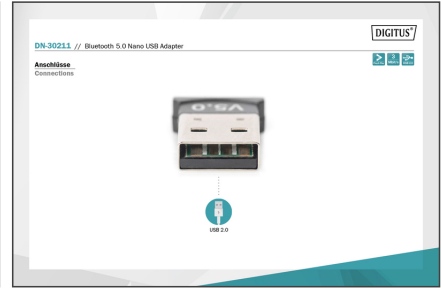 DIGITUS®
DN-30211 // Bluetooth 5.0 Nano USB Adapter
Anschlüsse
Connections
V5.0
USB 2.0